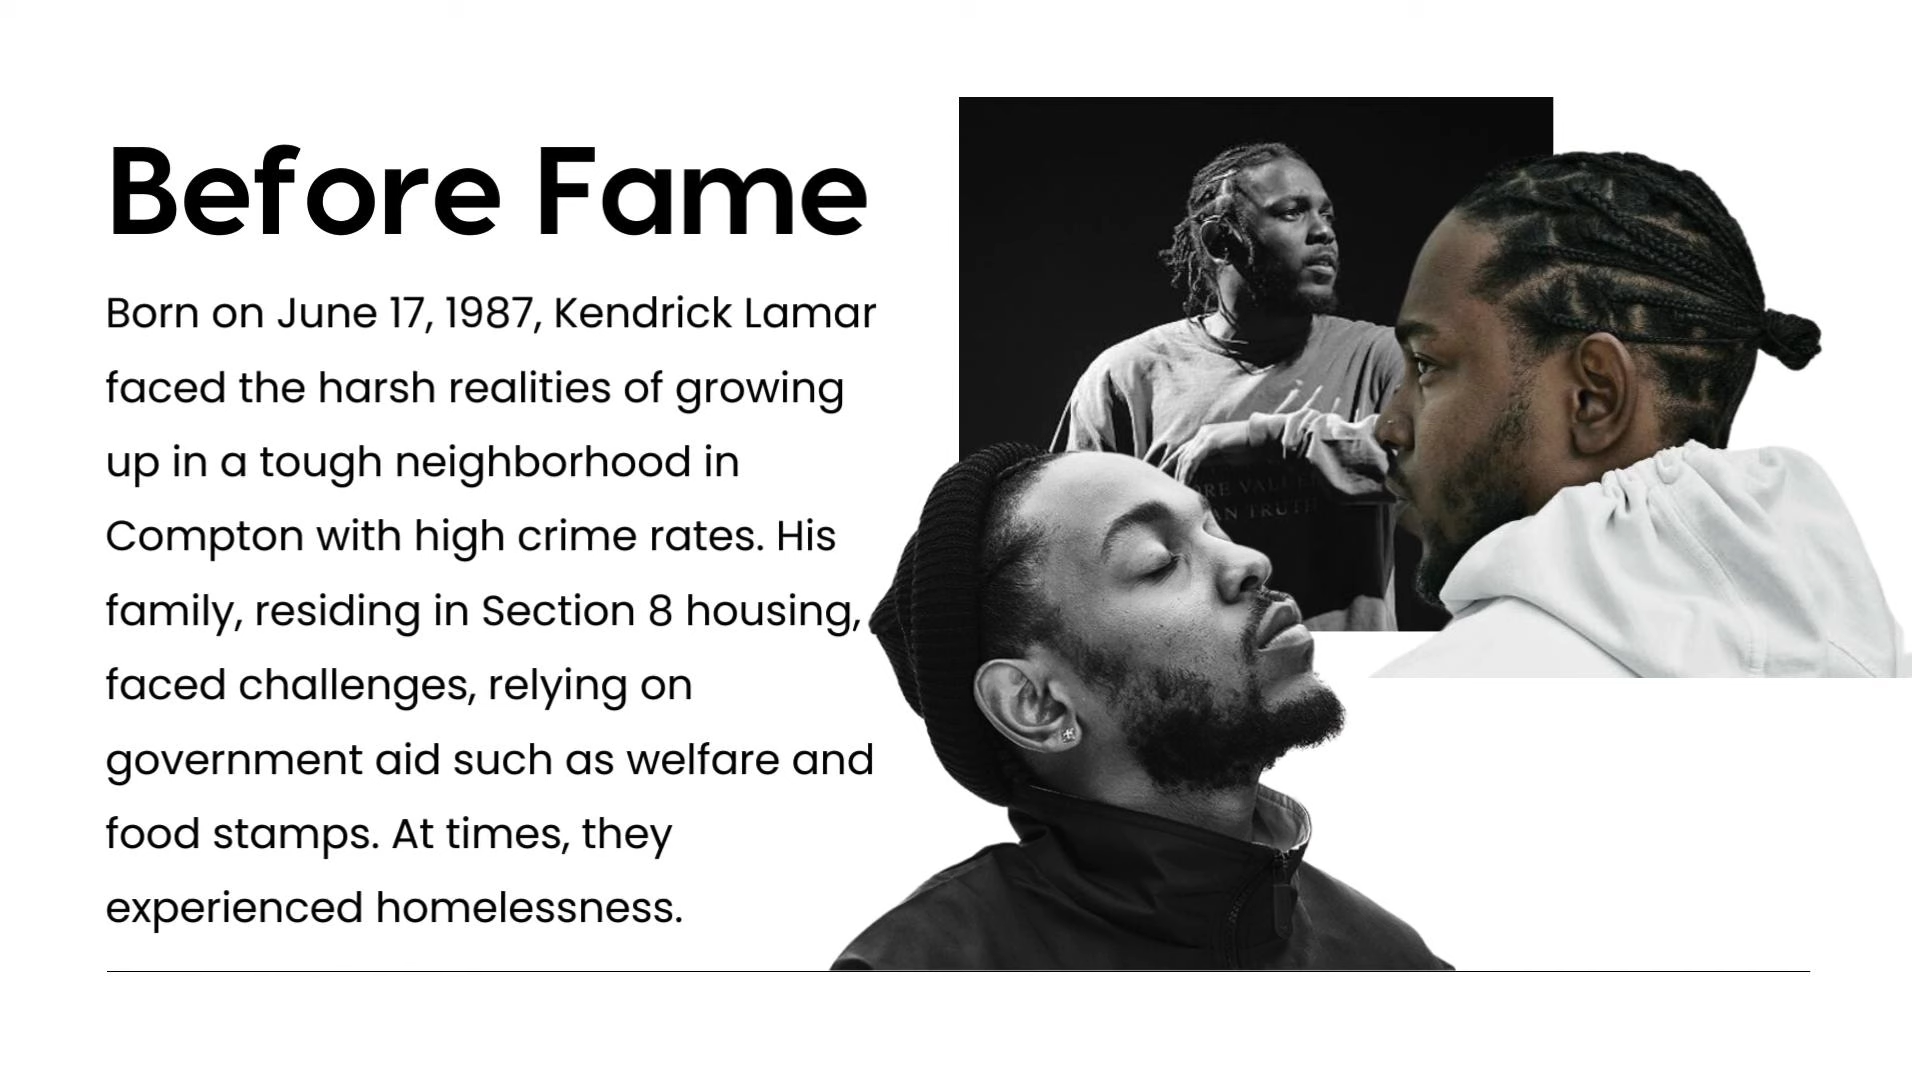 Before Fame
Born on June 17, 1987, Kendrick Lamar
faced the harsh realities of growing
up in a tough neighborhood in
Compton with high crime rates. His
family, residing in Section 8 housing,
faced challenges, relying on
government aid such as welfare and
food stamps. At times, they
experienced homelessness.
TRUTH